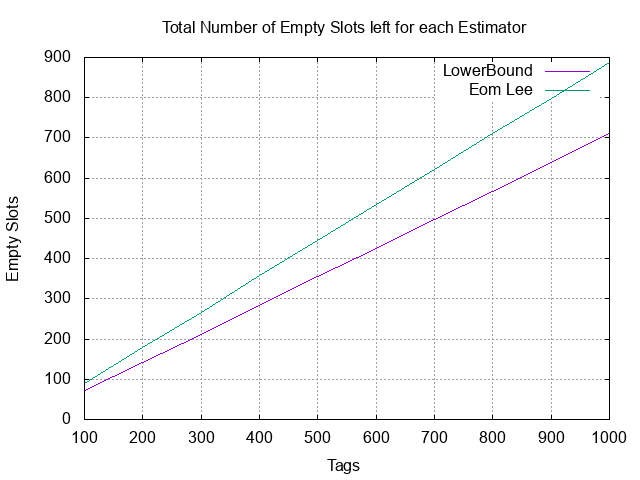 Total Number of Empty Slots left for each Estimator
900
800
700
600
500
400
300
200
100
0
Empty Slots
LowerBound
Eom Lee
100 200 300 400 500 600 700 800 900 1000
Tags